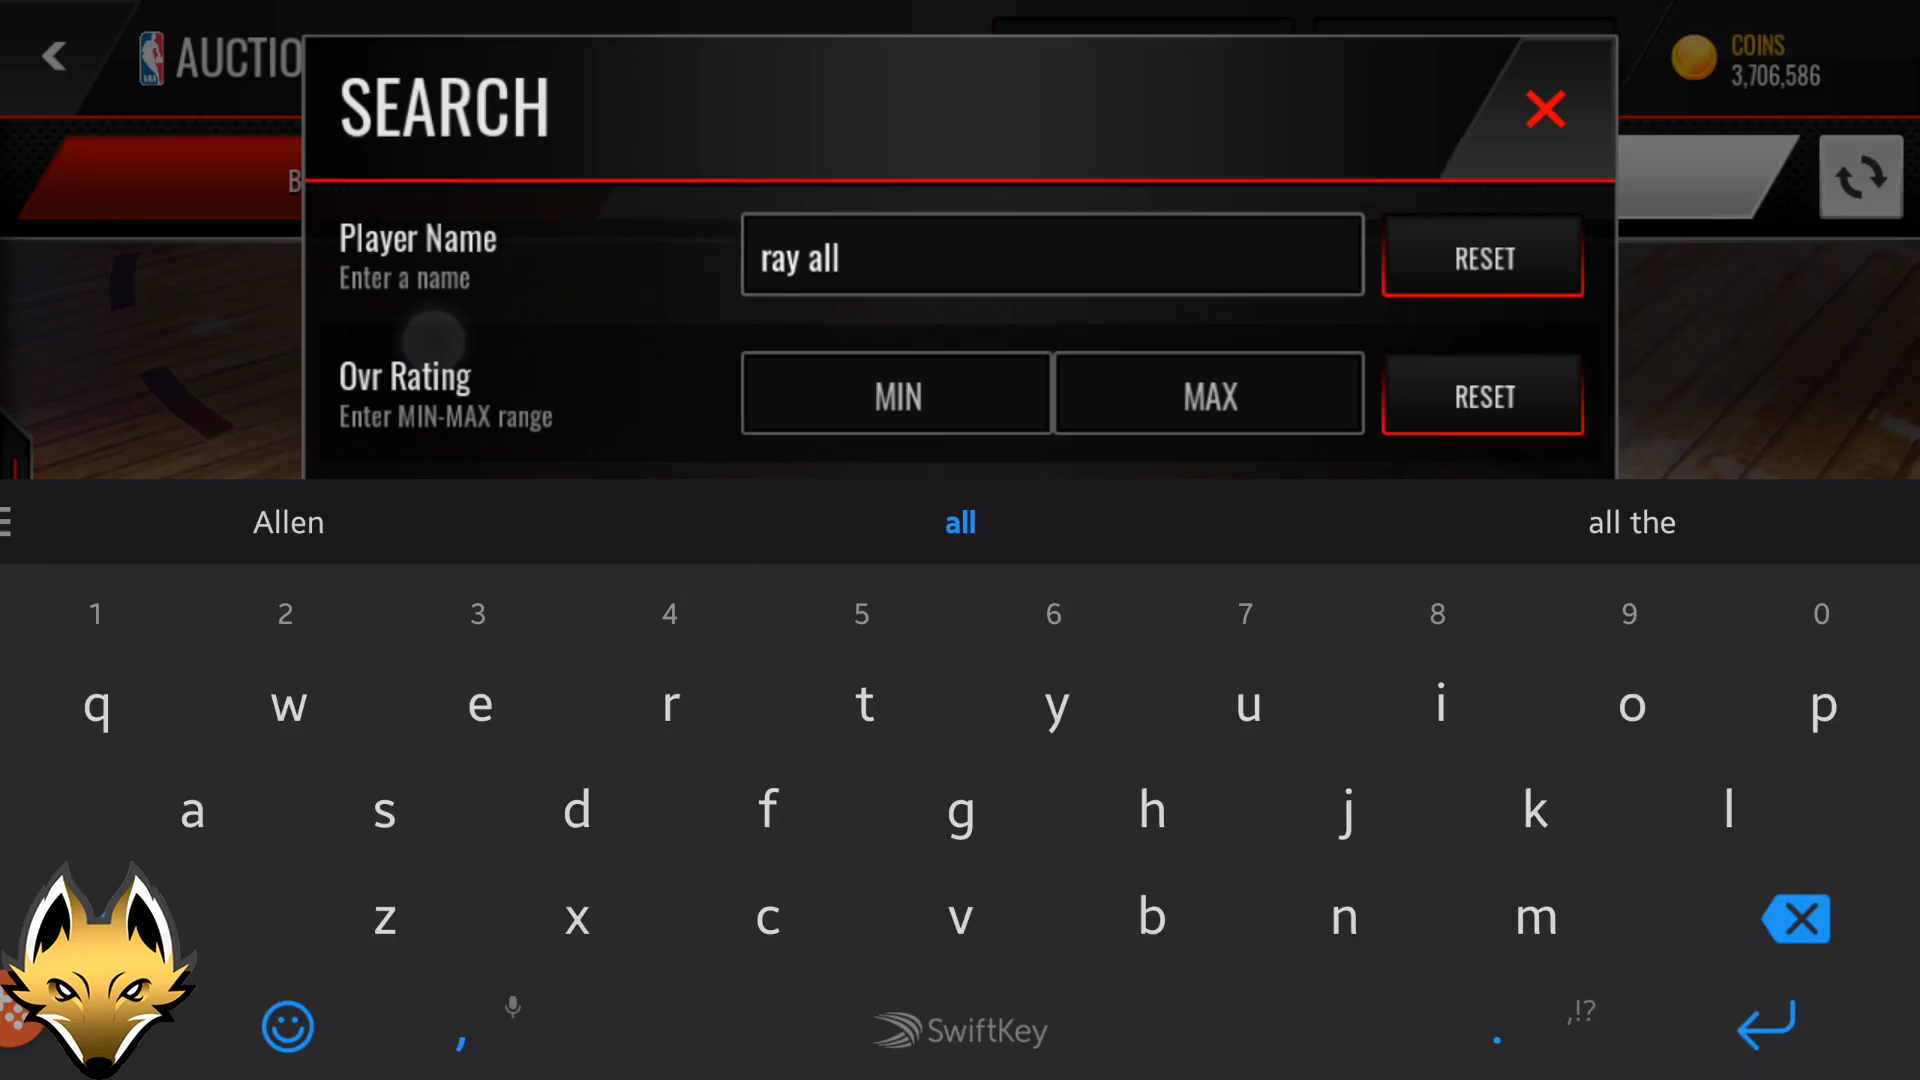 AUCTIO
COINS
3,706,586
SEARCH
B
Player Name
Enter a name
ray all
RESET
Ovr Rating
Enter MIN-MAX range
MIN
MAX
RESET
Allen
all
all the
1 2 3 4 5 6 7 8 9 0
q w e r t y u i o p
a s d f g h j k l
z x c v b n m
, SwiftKey . ,!?